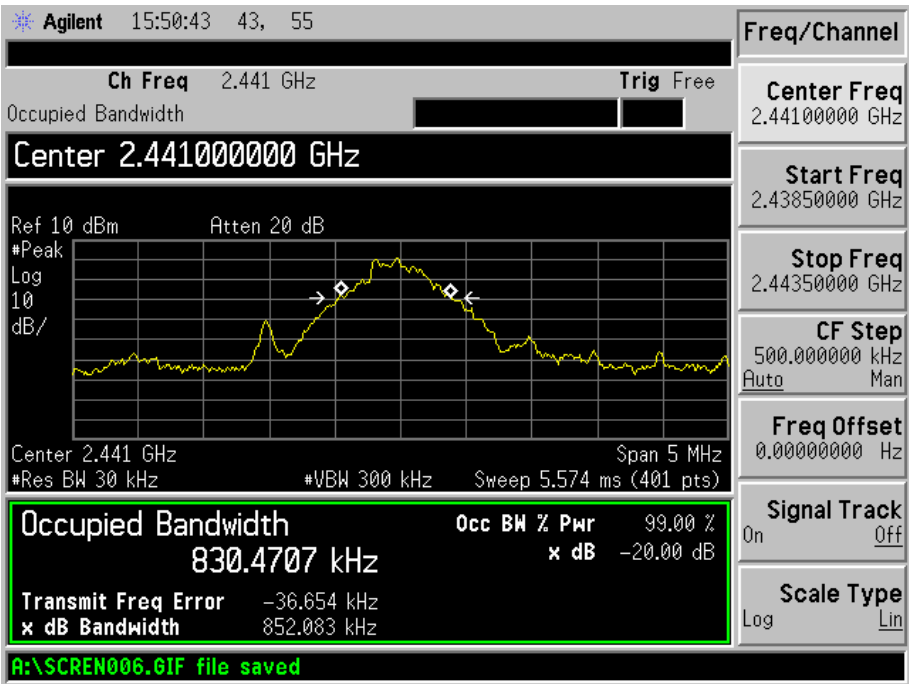 Agilent 15:50:43 43, 55
Ch Freq 2.441 GHz Trig Free
Occupied Bandwidth
Center 2.441000000 GHz
Ref 10 dBm Atten 20 dB
#Peak
Log
10
dB/
Center 2.441 GHz Span 5 MHz
#Res BW 30 kHz #VBW 300 kHz Sweep 5.574 ms (401 pts)
Occupied Bandwidth Occ BW % Pwr 99.00 %
830.4707 kHz x dB -20.00 dB
Transmit Freq Error -36.654 kHz
x dB Bandwidth 852.083 kHz
A:\SCREN006.GIF file saved
Freq/Channel
Center Freq
2.44100000 GHz
Start Freq
2.43850000 GHz
Stop Freq
2.44350000 GHz
CF Step
500.000000 kHz
Auto Man
Freq Offset
0.00000000 Hz
Signal Track
On Off
Scale Type
Log Lin